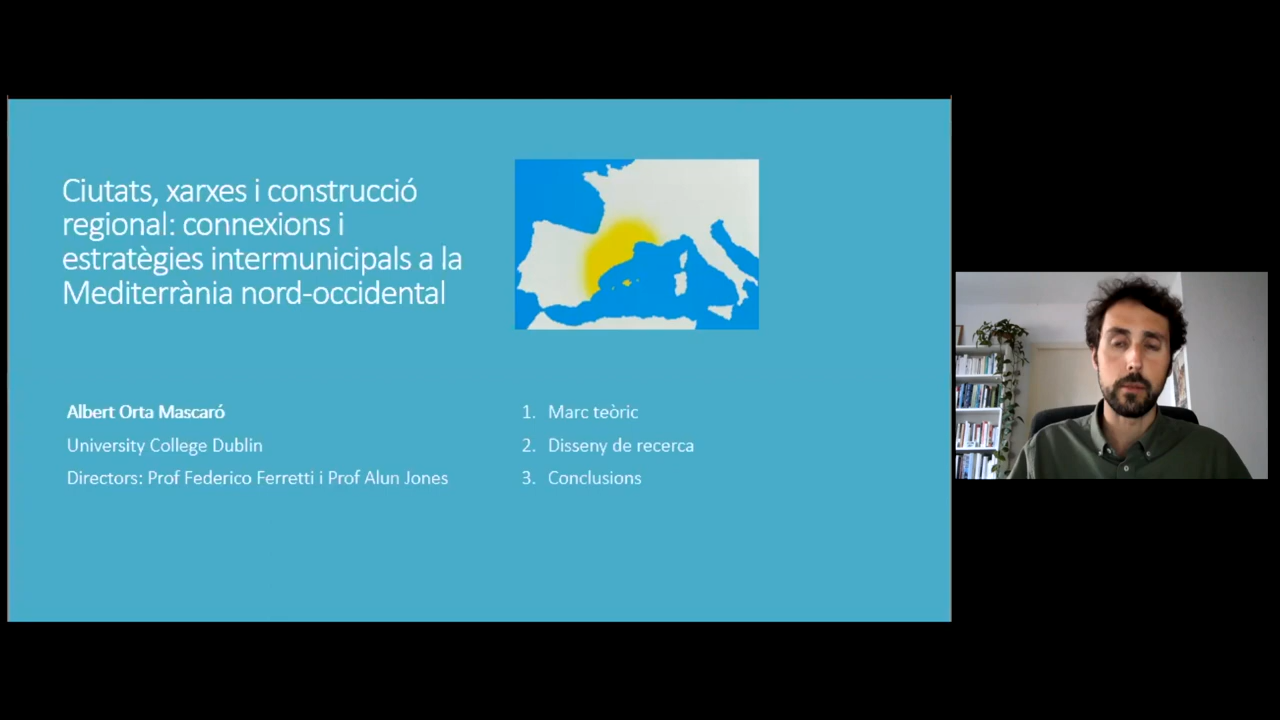 Ciutats, xarxes i construcció
regional: connexions i
estratègies intermunicipals a la
Mediterrània nord-occidental
Albert Orta Mascaró
University College Dublin
Directors: Prof Federico Ferretti i Prof Alun Jones
1. Marc teòric
2. Disseny de recerca
3. Conclusions